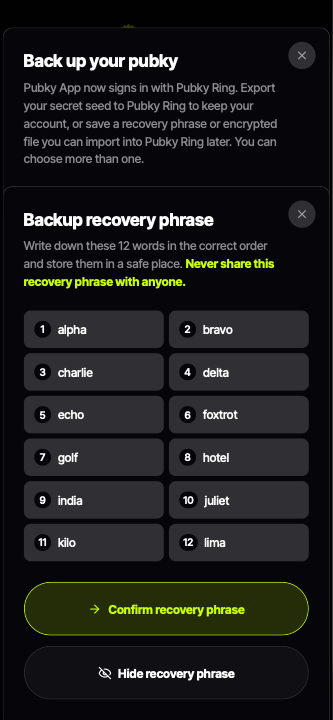 Back up your pubky
Pubky App now signs in with Pubky Ring. Export
your secret seed to Pubky Ring to keep your
account, or save a recovery phrase or encrypted
file you can import into Pubky Ring later. You can
choose more than one.
Backup recovery phrase
Write down these 12 words in the correct order
and store them in a safe place. Never share this
recovery phrase with anyone.
1 alpha
2 bravo
3 charlie
4 delta
5 echo
6 foxtrot
7 golf
8 hotel
9 india
10 juliet
11 kilo
12 lima
Confirm recovery phrase
Hide recovery phrase